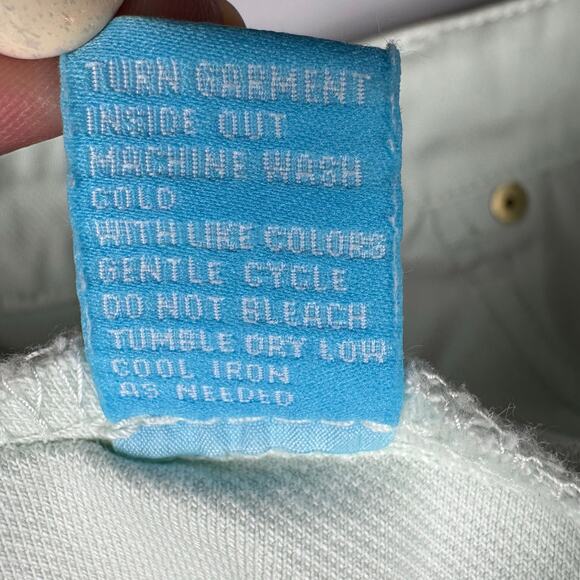 TURN GARMENT
INSIDE OUT
MACHINE WASH
COLD
WITH LIKE COLORS
GENTLE CYCLE
DO NOT BLEACH
TUMBLE DRY LOW
COOL IRON
AS NEEDED